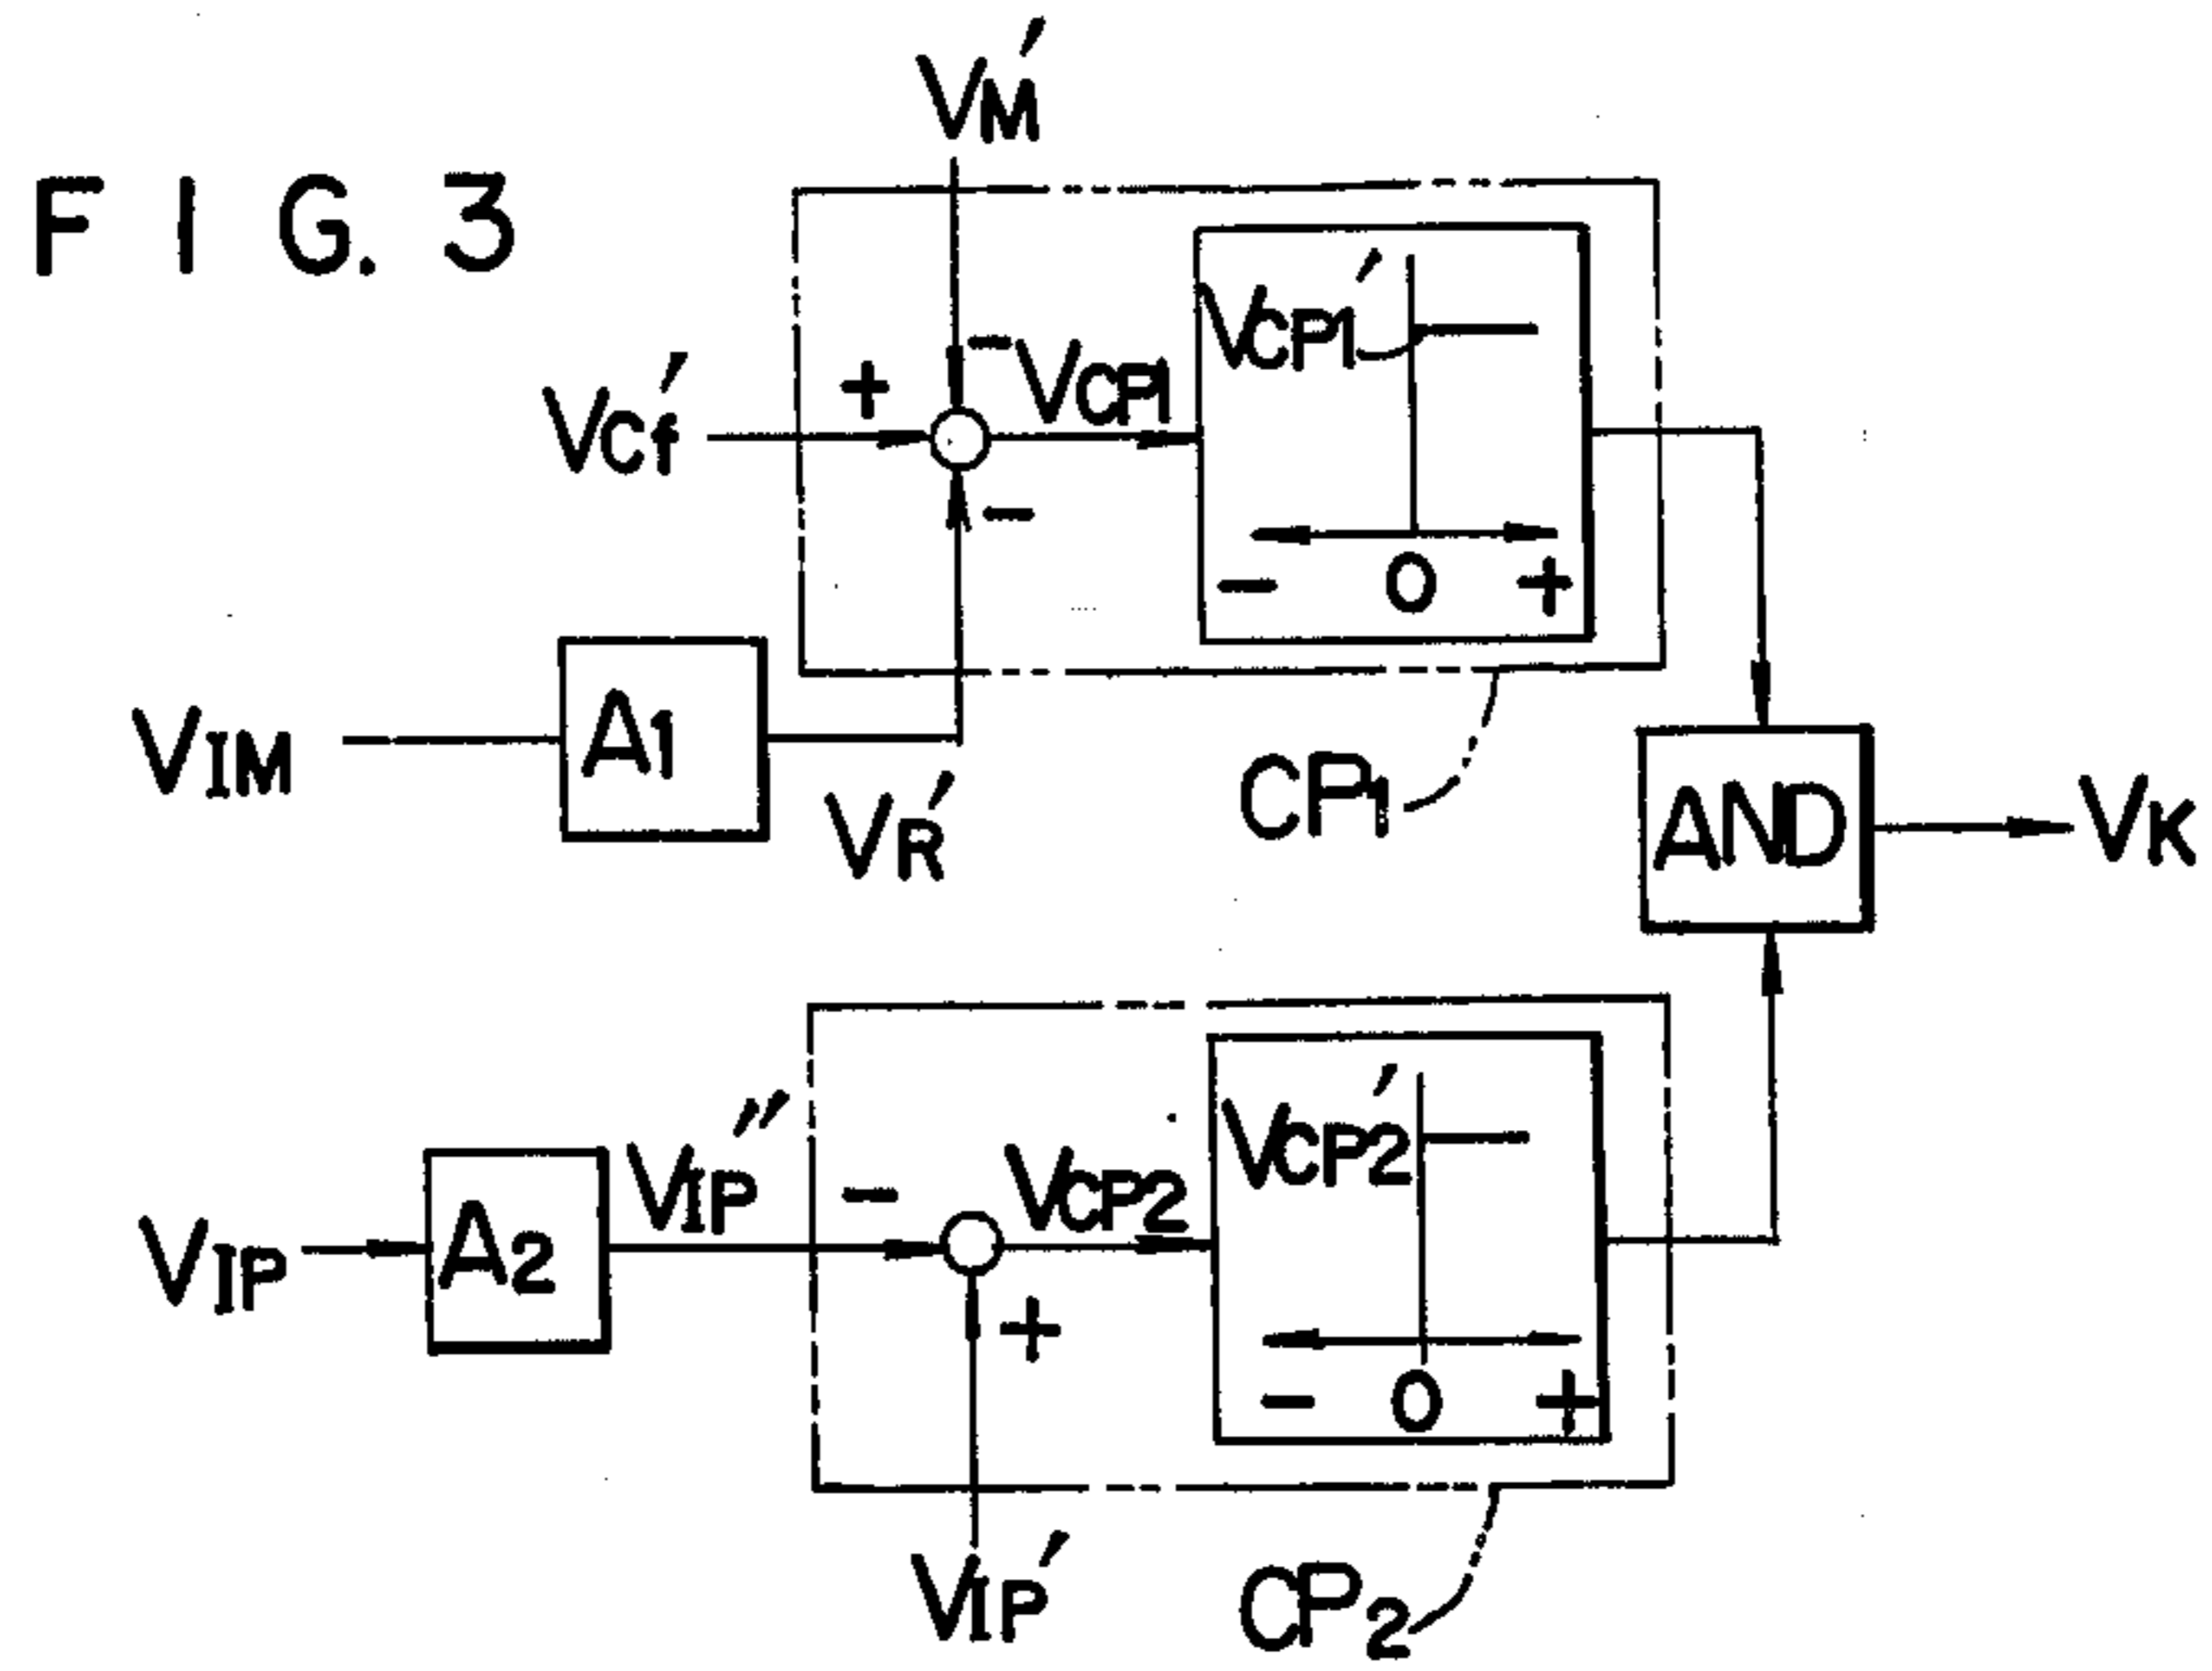 FIG. 3
VM′
VCf′
+
−
VCP1
VCP1′
−
− 0 +
VIM
A1
VR′
CP1
AND
VK
VIP
A2
VIP″
−
VCP2
VCP2′
+
− 0 +
VIP′
CP2